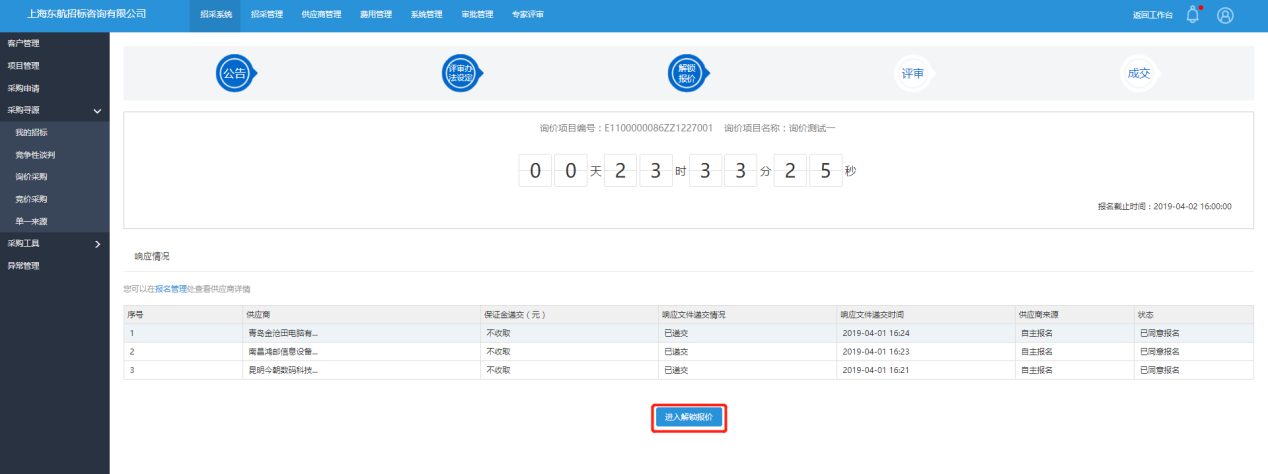 上海东航招标咨询有限公司 招采系统 招采管理 供应商管理 费用管理 系统管理 审批管理 专家评审 返回工作台
客户管理
项目管理
采购申请
采购寻源
我的招标
竞争性谈判
询价采购
竞价采购
单一来源
采购工具
异常管理
公告 评审办法设定 解锁报价 评审 成交
询价项目编号：E1100000086ZZ1227001 询价项目名称：询价测试一
0 0 天 2 3 时 3 3 分 2 5 秒
报名截止时间：2019-04-02 16:00:00
响应情况
您可以在报名管理处查看供应商详情
序号 供应商 保证金递交（元） 响应文件递交情况 响应文件递交时间 供应商来源 状态
1 青岛金沧田电脑有... 不收取 已递交 2019-04-01 16:24 自主报名 已同意报名
2 南昌鸿邮信息设备... 不收取 已递交 2019-04-01 16:23 自主报名 已同意报名
3 昆明今朝数码科技... 不收取 已递交 2019-04-01 16:21 自主报名 已同意报名
进入解锁报价